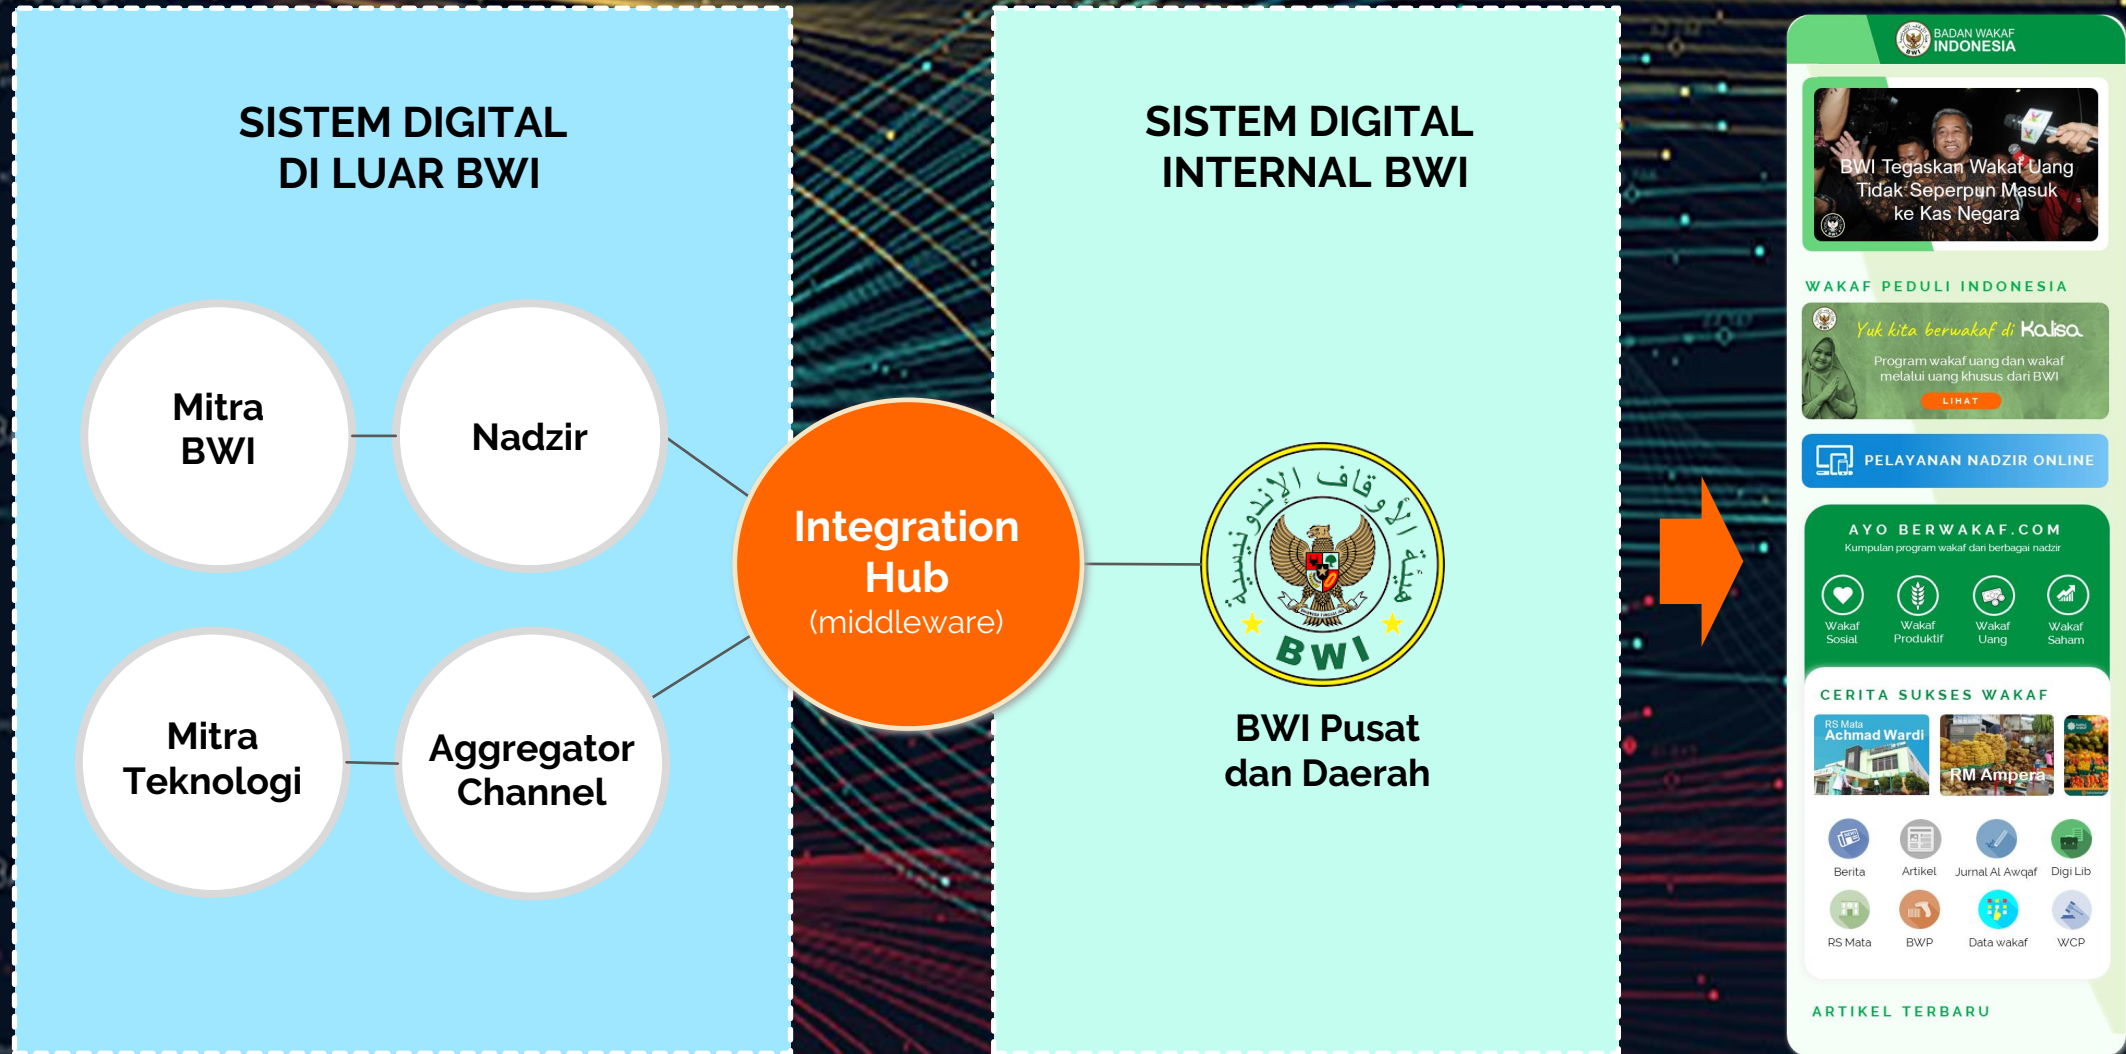 SISTEM DIGITAL
DI LUAR BWI
Mitra
BWI
Nadzir
Mitra
Teknologi
Aggregator
Channel
Integration
Hub
(middleware)
SISTEM DIGITAL
INTERNAL BWI
هيئة الأوقاف الإندونيسية
BWI
BWI Pusat
dan Daerah
BADAN WAKAF
INDONESIA
BWI
BWI Tegaskan Wakaf Uang
Tidak Seperpun Masuk
ke Kas Negara
WAKAF PEDULI INDONESIA
Yuk kita berwakaf di Kalisa
Program wakaf uang dan wakaf
melalui uang khusus dari BWI
LIHAT
PELAYANAN NADZIR ONLINE
AYO BERWAKAF.COM
Kumpulan program wakaf dari berbagai nadzir
Wakaf
Sosial
Wakaf
Produktif
Wakaf
Uang
Wakaf
Saham
CERITA SUKSES WAKAF
RS Mata
Achmad Wardi
RM Ampera
Berita
Artikel
Jurnal Al Awqaf
Digi Lib
RS Mata
BWP
Data wakaf
WCP
ARTIKEL TERBARU